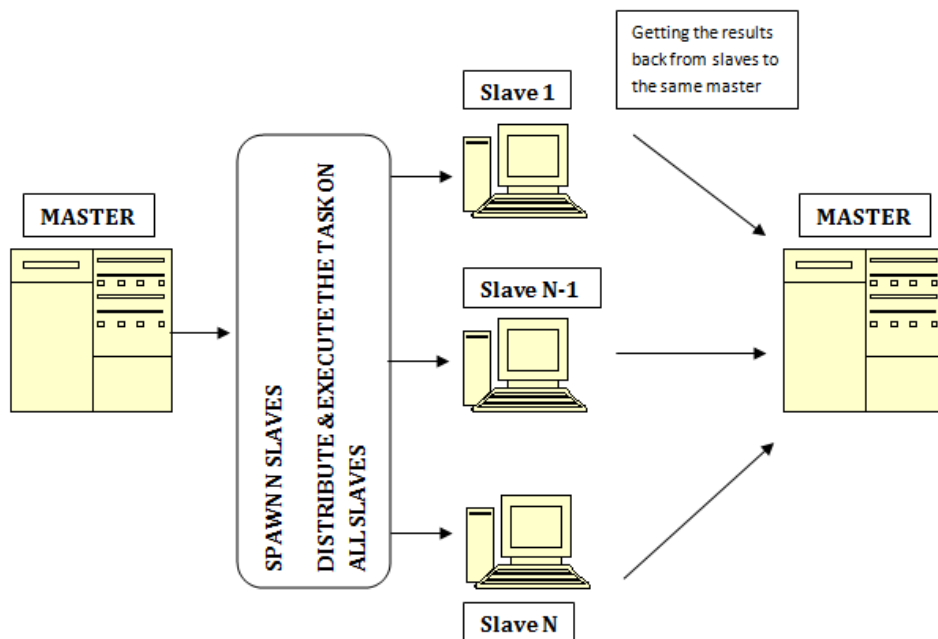 Getting the results
back from slaves to
the same master
Slave 1
MASTER
MASTER
SPAWN N SLAVES
DISTRIBUTE & EXECUTE THE TASK ON
ALL SLAVES
Slave N-1
Slave N